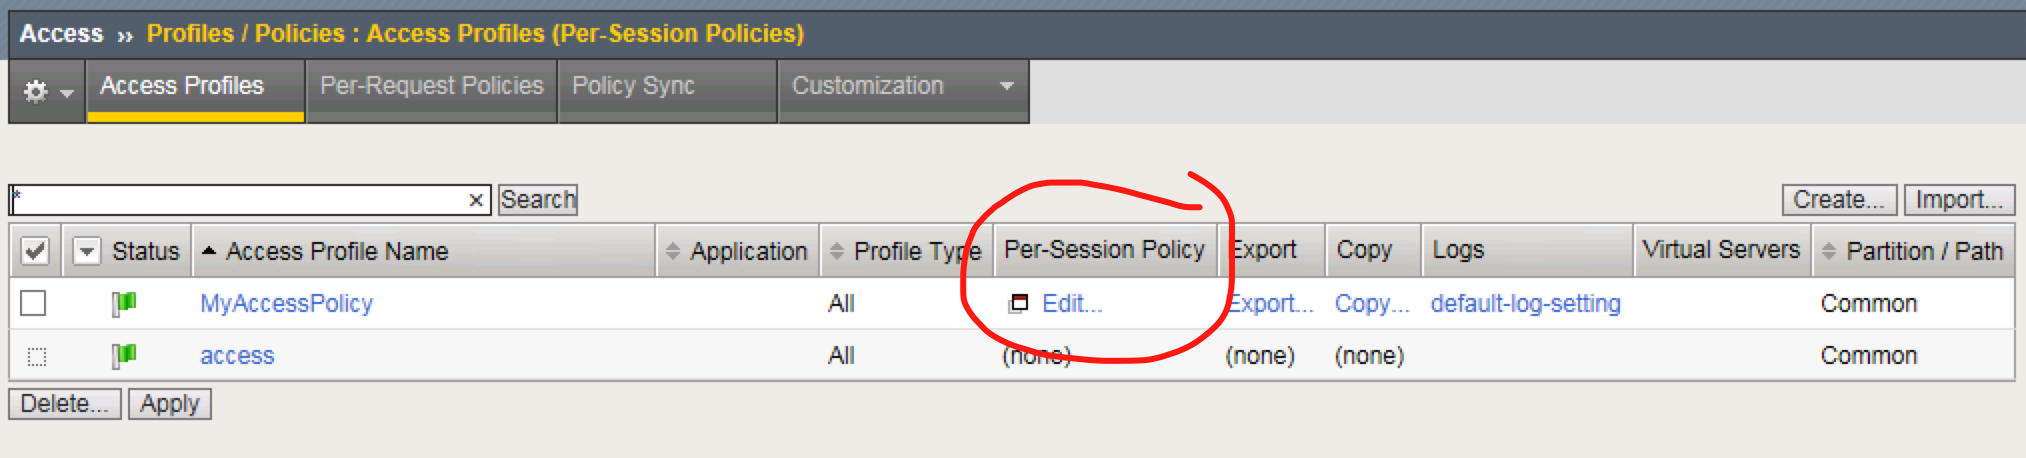 Access ›› Profiles / Policies : Access Profiles (Per-Session Policies)
Access Profiles Per-Request Policies Policy Sync Customization
* × Search Create... Import...
Status Access Profile Name Application Profile Type Per-Session Policy Export Copy Logs Virtual Servers Partition / Path
MyAccessPolicy All Edit... Export... Copy... default-log-setting Common
access All (none) (none) (none) Common
Delete... Apply